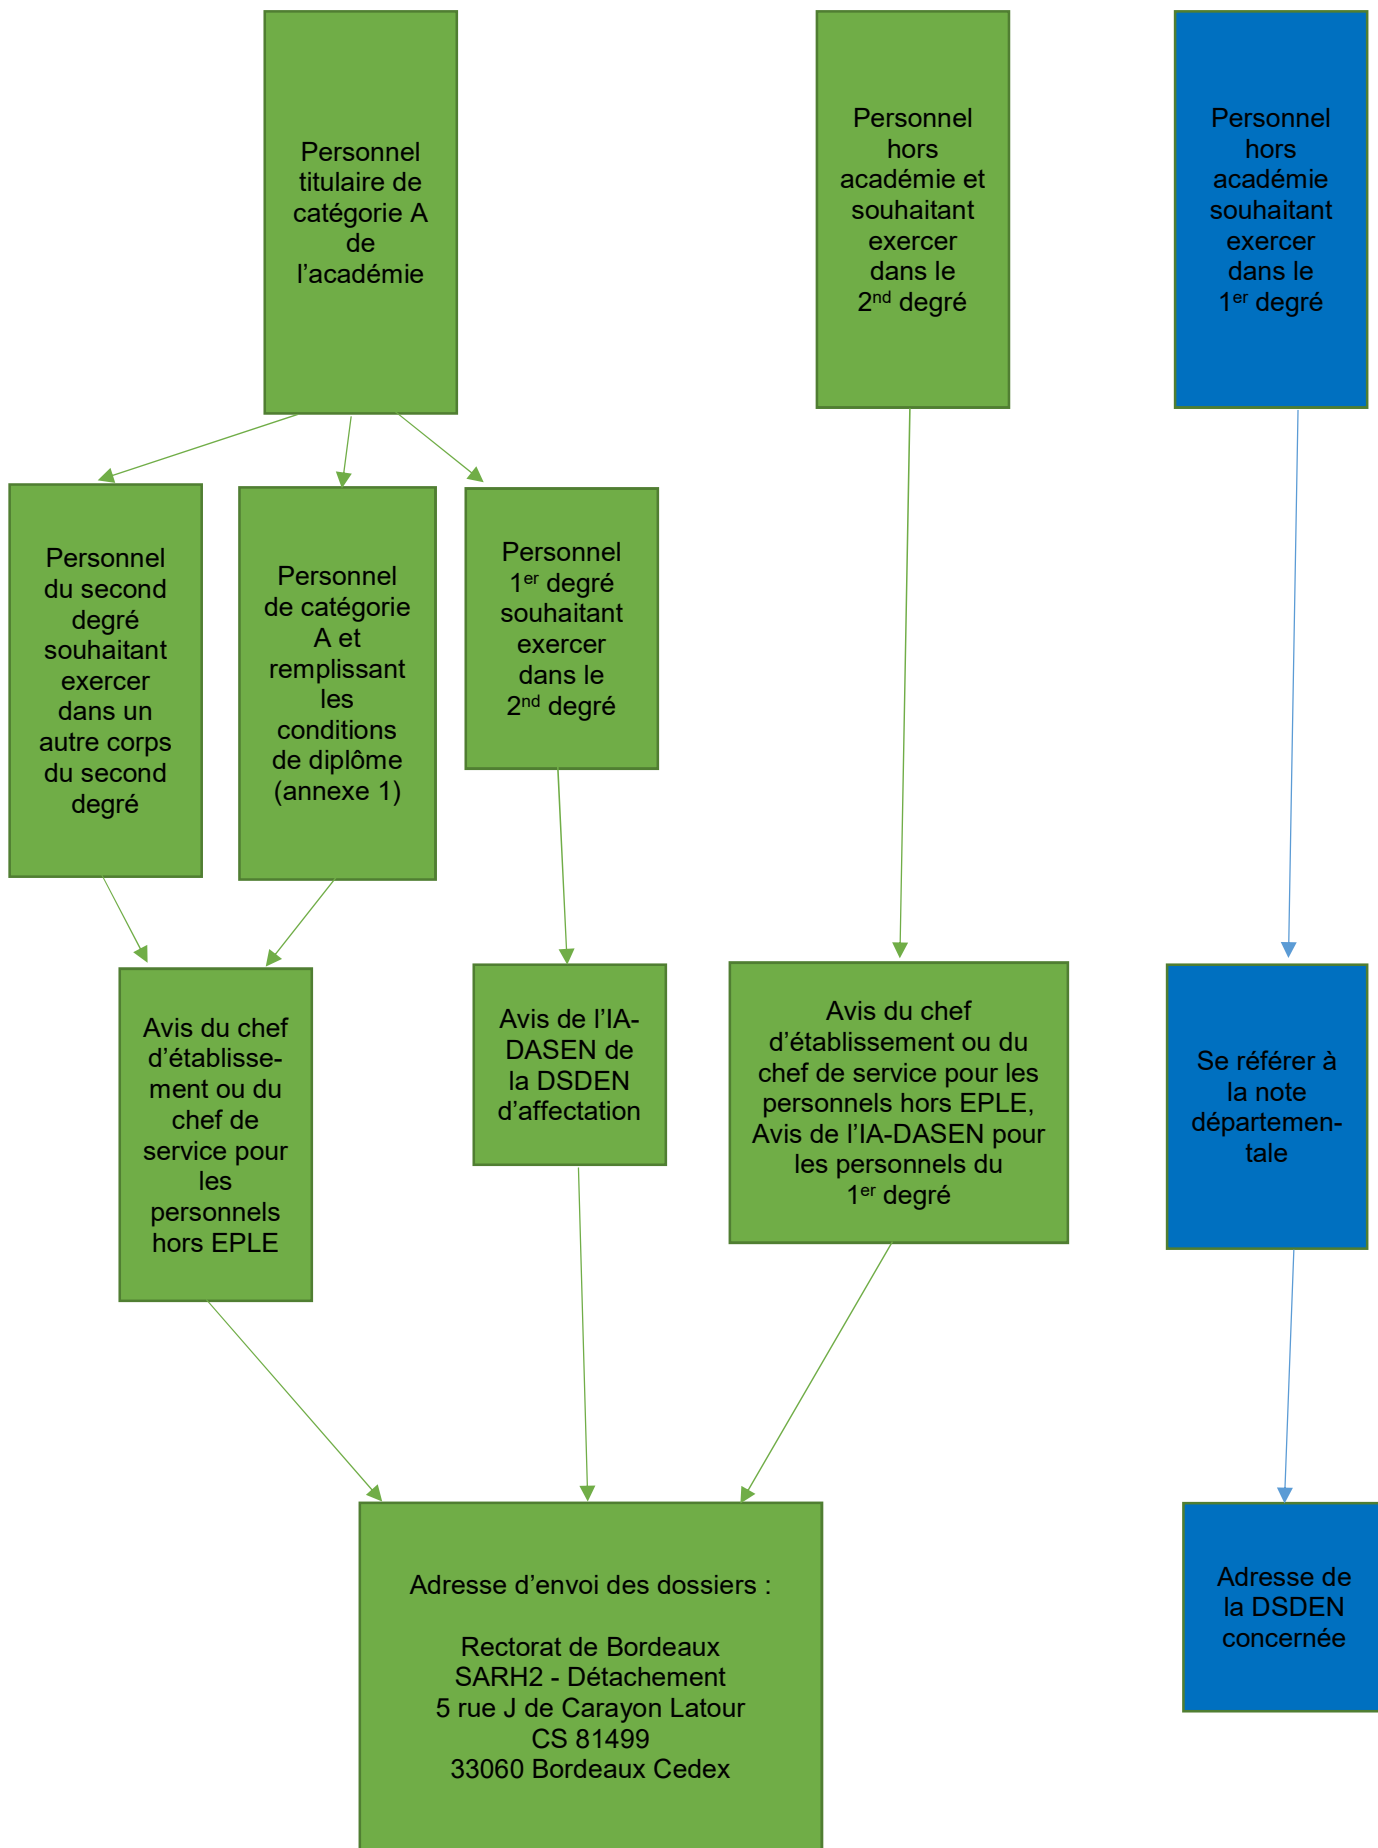 Personnel
titulaire de
catégorie A
de
l’académie
Personnel
hors
académie et
souhaitant
exercer
dans le
2nd degré
Personnel
hors
académie
souhaitant
exercer
dans le
1er degré
Personnel
du second
degré
souhaitant
exercer
dans un
autre corps
du second
degré
Personnel
de catégorie
A et
remplissant
les
conditions
de diplôme
(annexe 1)
Personnel
1er degré
souhaitant
exercer
dans le
2nd degré
Avis du chef
d’établisse-
ment ou du
chef de
service pour
les
personnels
hors EPLE
Avis de l’IA-
DASEN de
la DSDEN
d’affectation
Avis du chef
d’établissement ou du
chef de service pour les
personnels hors EPLE,
Avis de l’IA-DASEN pour
les personnels du
1er degré
Se référer à
la note
départemen-
tale
Adresse d’envoi des dossiers :
Rectorat de Bordeaux
SARH2 - Détachement
5 rue J de Carayon Latour
CS 81499
33060 Bordeaux Cedex
Adresse de
la DSDEN
concernée